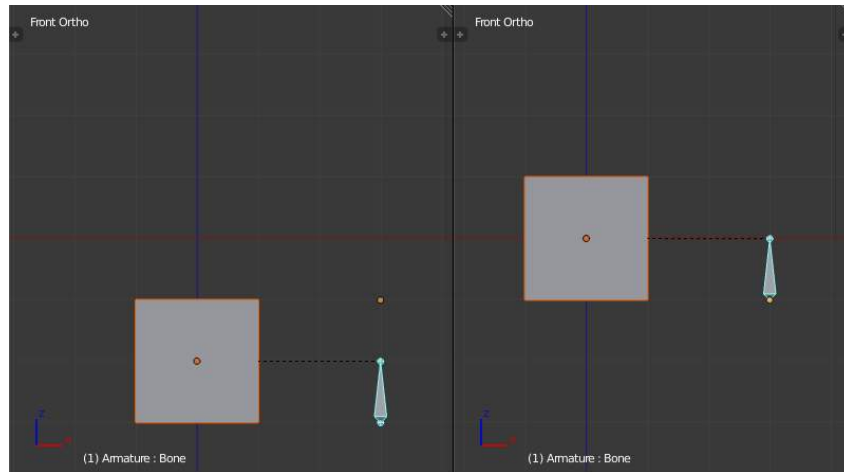 Front Ortho
Front Ortho
z
x
(1) Armature : Bone
z
x
(1) Armature : Bone